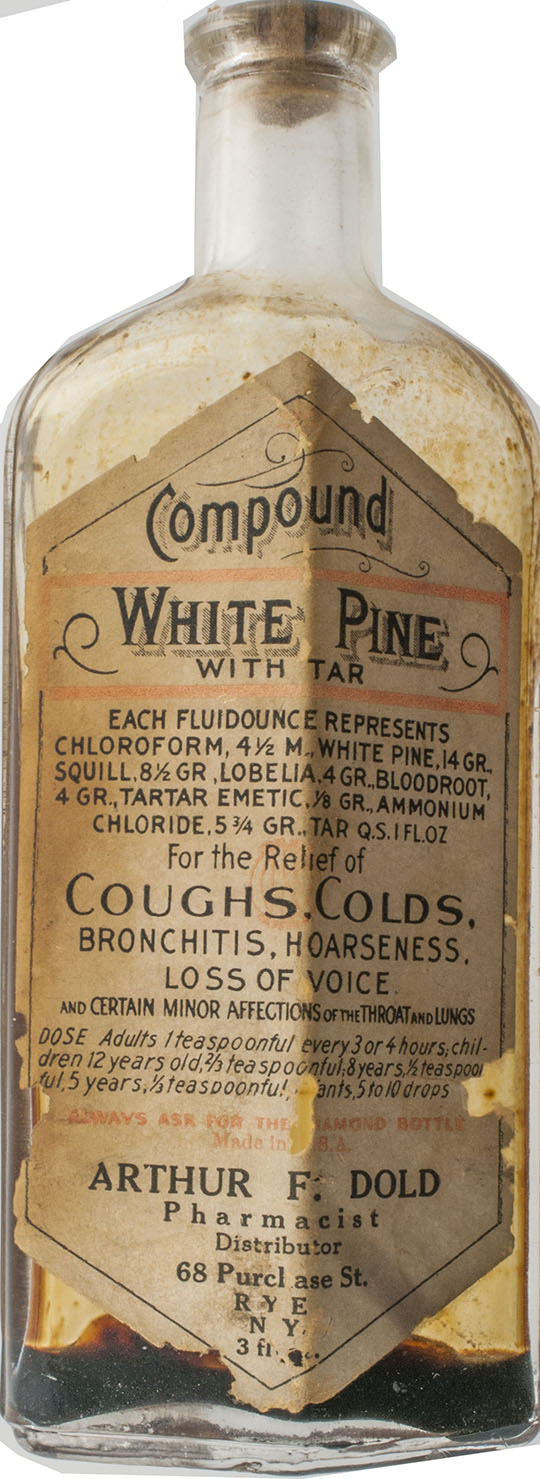 Compound
WHITE PINE
WITH TAR
EACH FLUIDOUNCE REPRESENTS
CHLOROFORM, 4½ M., WHITE PINE, 14 GR.,
SQUILL, 8½ GR., LOBELIA, 4 GR., BLOODROOT,
4 GR., TARTAR EMETIC, ⅛ GR., AMMONIUM
CHLORIDE, 5¾ GR., TAR Q.S. 1 FL.OZ
For the Relief of
COUGHS, COLDS,
BRONCHITIS, HOARSENESS,
LOSS OF VOICE
AND CERTAIN MINOR AFFECTIONS OF THE THROAT AND LUNGS
DOSE Adults 1 teaspoonful every 3 or 4 hours; chil-
dren 12 years old, ⅔ teaspoonful; 8 years, ½ teaspoon
ful, 5 years, ⅓ teaspoonful, 5 to 10 drops
ALWAYS ASK FOR THE DIAMOND BOTTLE
Made in
ARTHUR F. DOLD
Pharmacist
Distributor
68 Purchase St.
RYE
N Y.
3 fl.